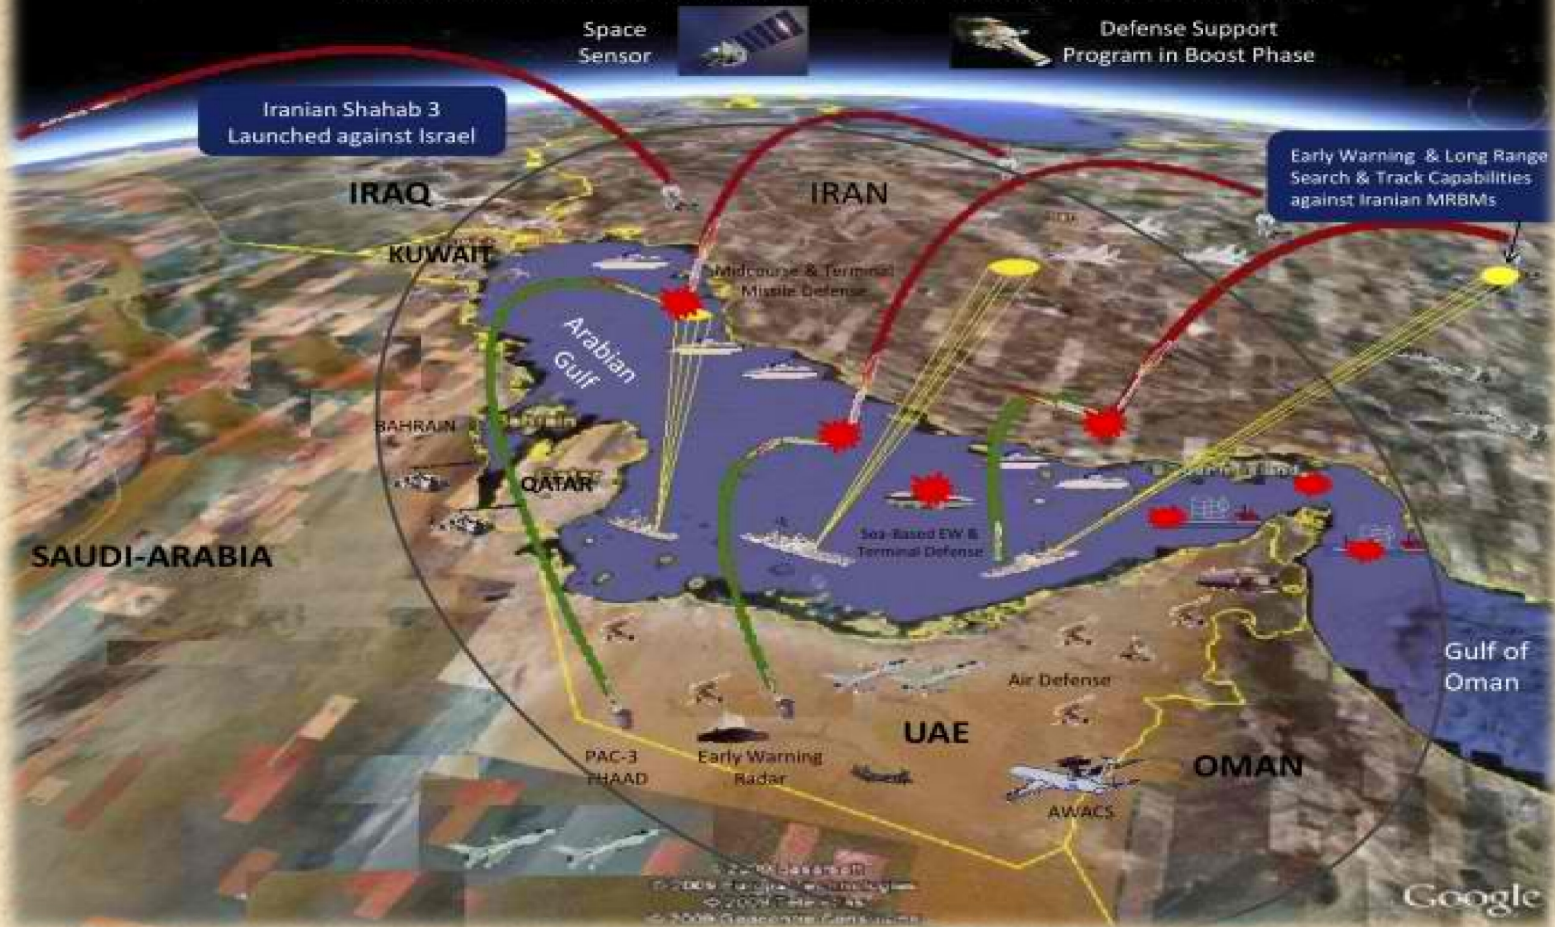 Space
Sensor
Defense Support
Program in Boost Phase
Iranian Shahab 3
Launched against Israel
Early Warning & Long Range
Search & Track Capabilities
against Iranian MRBMs
IRAQ
IRAN
KUWAIT
Midcourse & Terminal
Missile Defense
Arabian
Gulf
BAHRAIN
QATAR
SAUDI-ARABIA
Sea-Based EW &
Terminal Defense
Gulf of
Oman
Air Defense
UAE
PAC-3
THAAD
Early Warning
Radar
OMAN
AWACS
© 2009
© 2009
© 2009
Google